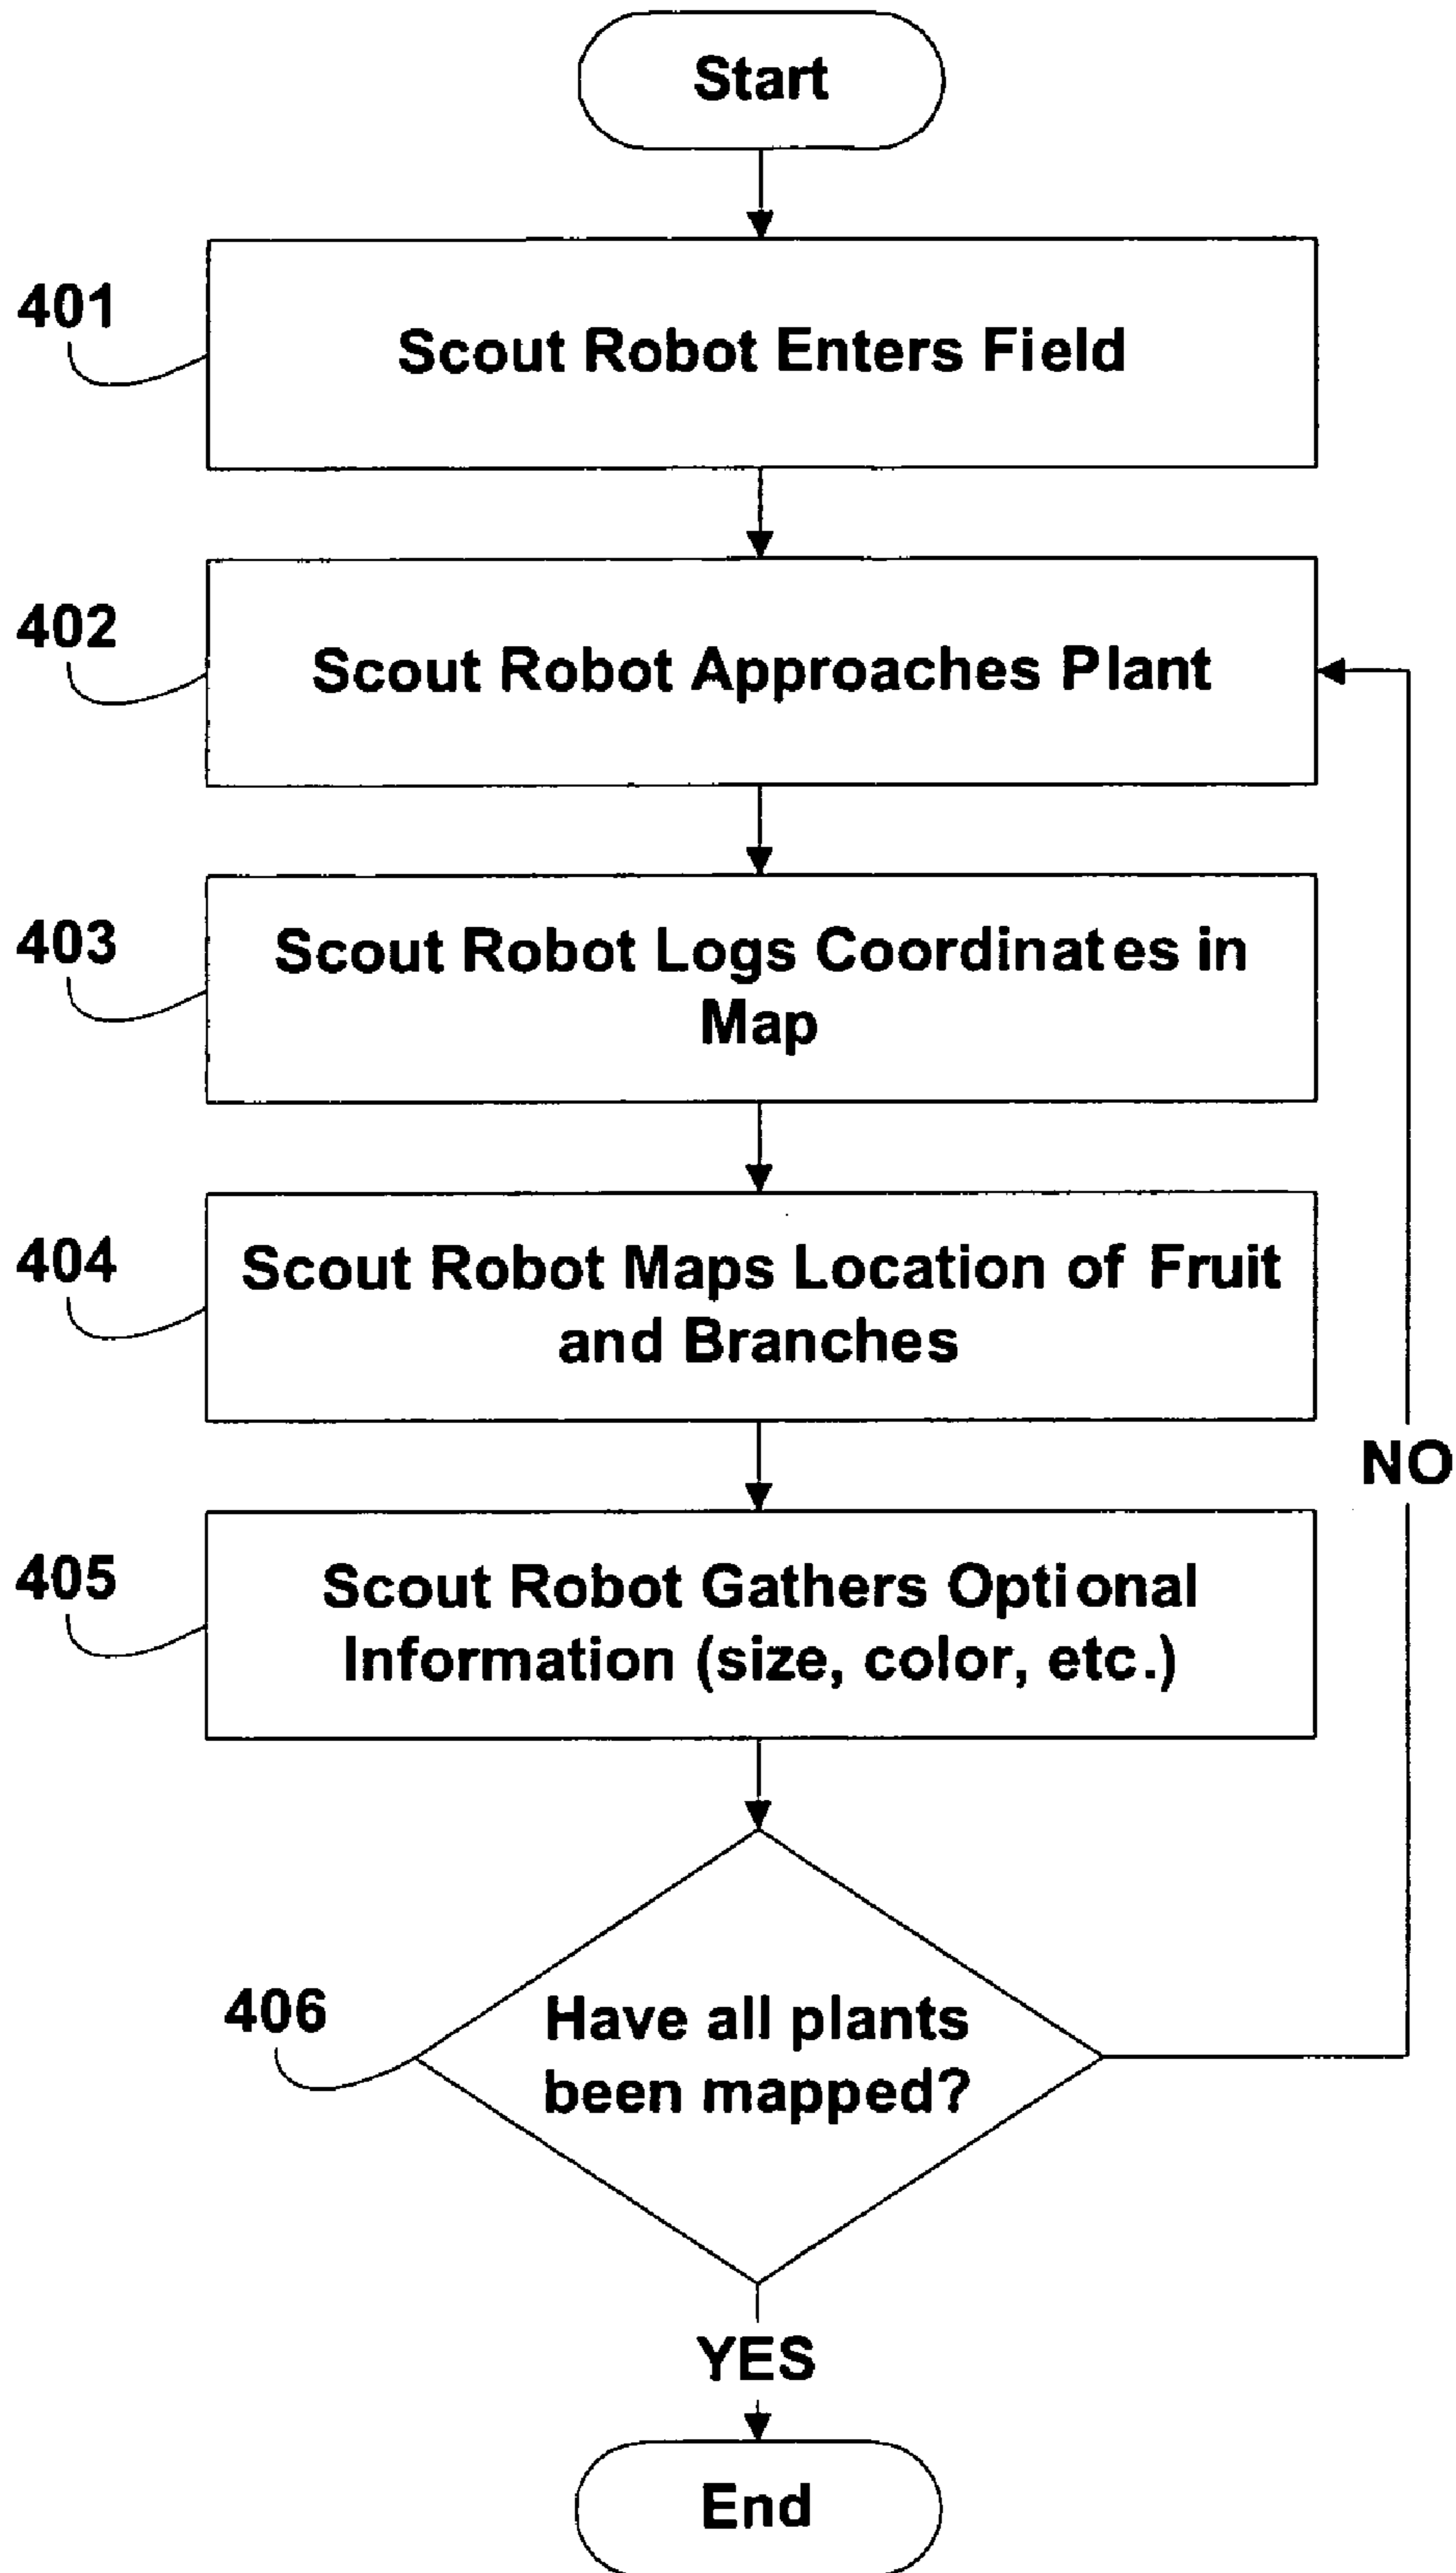 Start
401
Scout Robot Enters Field
402
Scout Robot Approaches Plant
403
Scout Robot Logs Coordinates in
Map
404
Scout Robot Maps Location of Fruit
and Branches
NO
405
Scout Robot Gathers Optional
Information (size, color, etc.)
406
Have all plants
been mapped?
YES
End